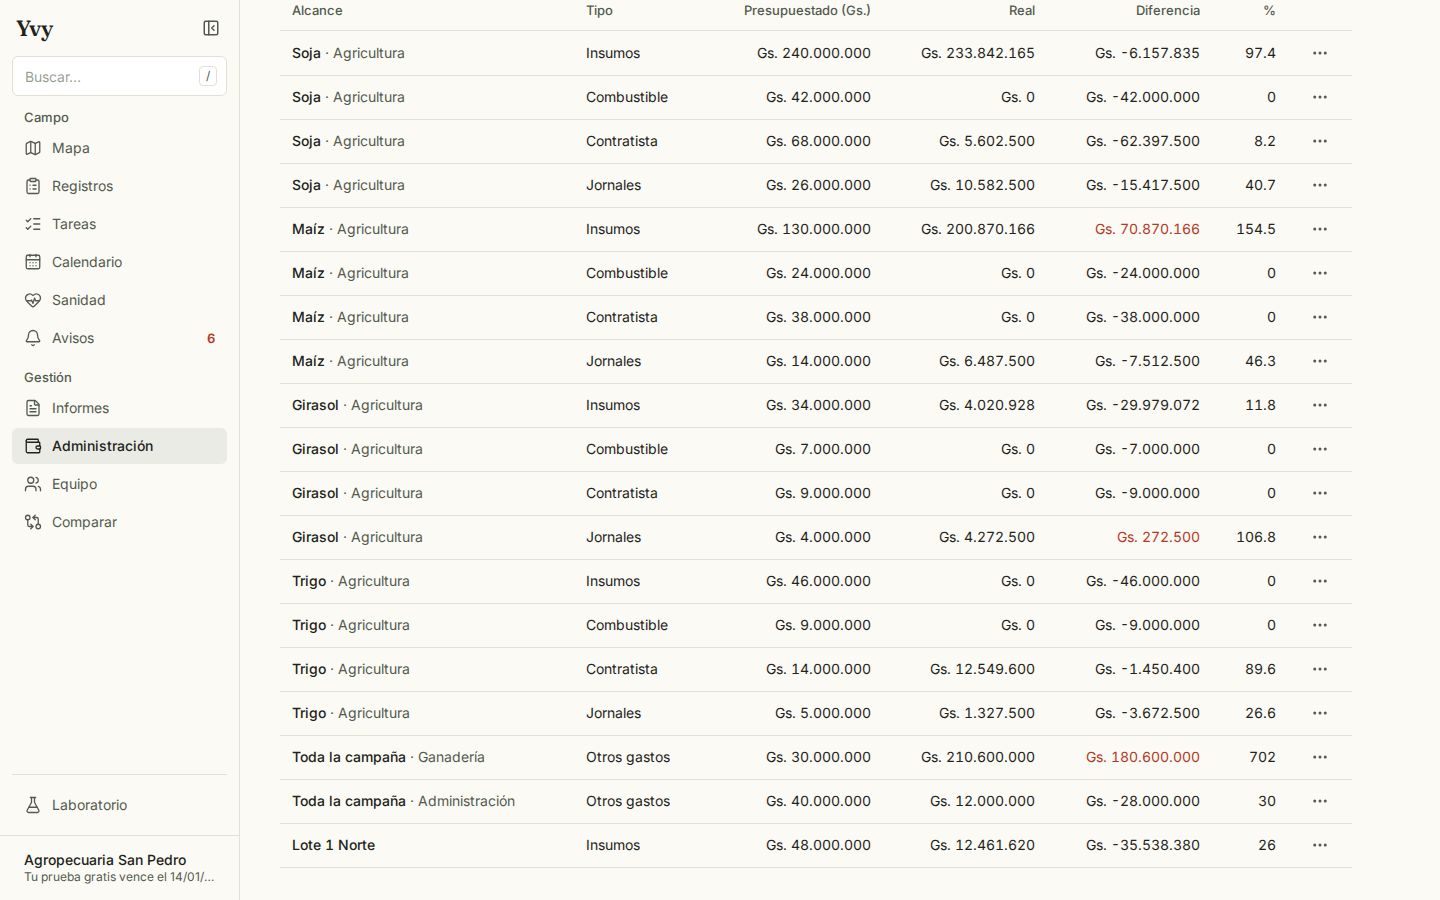 Yvy
Buscar... /
Campo
Mapa
Registros
Tareas
Calendario
Sanidad
Avisos 6
Gestión
Informes
Administración
Equipo
Comparar
Laboratorio
Agropecuaria San Pedro
Tu prueba gratis vence el 14/01/...
Alcance Tipo Presupuestado (Gs.) Real Diferencia %
Soja · Agricultura Insumos Gs. 240.000.000 Gs. 233.842.165 Gs. -6.157.835 97.4
Soja · Agricultura Combustible Gs. 42.000.000 Gs. 0 Gs. -42.000.000 0
Soja · Agricultura Contratista Gs. 68.000.000 Gs. 5.602.500 Gs. -62.397.500 8.2
Soja · Agricultura Jornales Gs. 26.000.000 Gs. 10.582.500 Gs. -15.417.500 40.7
Maíz · Agricultura Insumos Gs. 130.000.000 Gs. 200.870.166 Gs. 70.870.166 154.5
Maíz · Agricultura Combustible Gs. 24.000.000 Gs. 0 Gs. -24.000.000 0
Maíz · Agricultura Contratista Gs. 38.000.000 Gs. 0 Gs. -38.000.000 0
Maíz · Agricultura Jornales Gs. 14.000.000 Gs. 6.487.500 Gs. -7.512.500 46.3
Girasol · Agricultura Insumos Gs. 34.000.000 Gs. 4.020.928 Gs. -29.979.072 11.8
Girasol · Agricultura Combustible Gs. 7.000.000 Gs. 0 Gs. -7.000.000 0
Girasol · Agricultura Contratista Gs. 9.000.000 Gs. 0 Gs. -9.000.000 0
Girasol · Agricultura Jornales Gs. 4.000.000 Gs. 4.272.500 Gs. 272.500 106.8
Trigo · Agricultura Insumos Gs. 46.000.000 Gs. 0 Gs. -46.000.000 0
Trigo · Agricultura Combustible Gs. 9.000.000 Gs. 0 Gs. -9.000.000 0
Trigo · Agricultura Contratista Gs. 14.000.000 Gs. 12.549.600 Gs. -1.450.400 89.6
Trigo · Agricultura Jornales Gs. 5.000.000 Gs. 1.327.500 Gs. -3.672.500 26.6
Toda la campaña · Ganadería Otros gastos Gs. 30.000.000 Gs. 210.600.000 Gs. 180.600.000 702
Toda la campaña · Administración Otros gastos Gs. 40.000.000 Gs. 12.000.000 Gs. -28.000.000 30
Lote 1 Norte Insumos Gs. 48.000.000 Gs. 12.461.620 Gs. -35.538.380 26